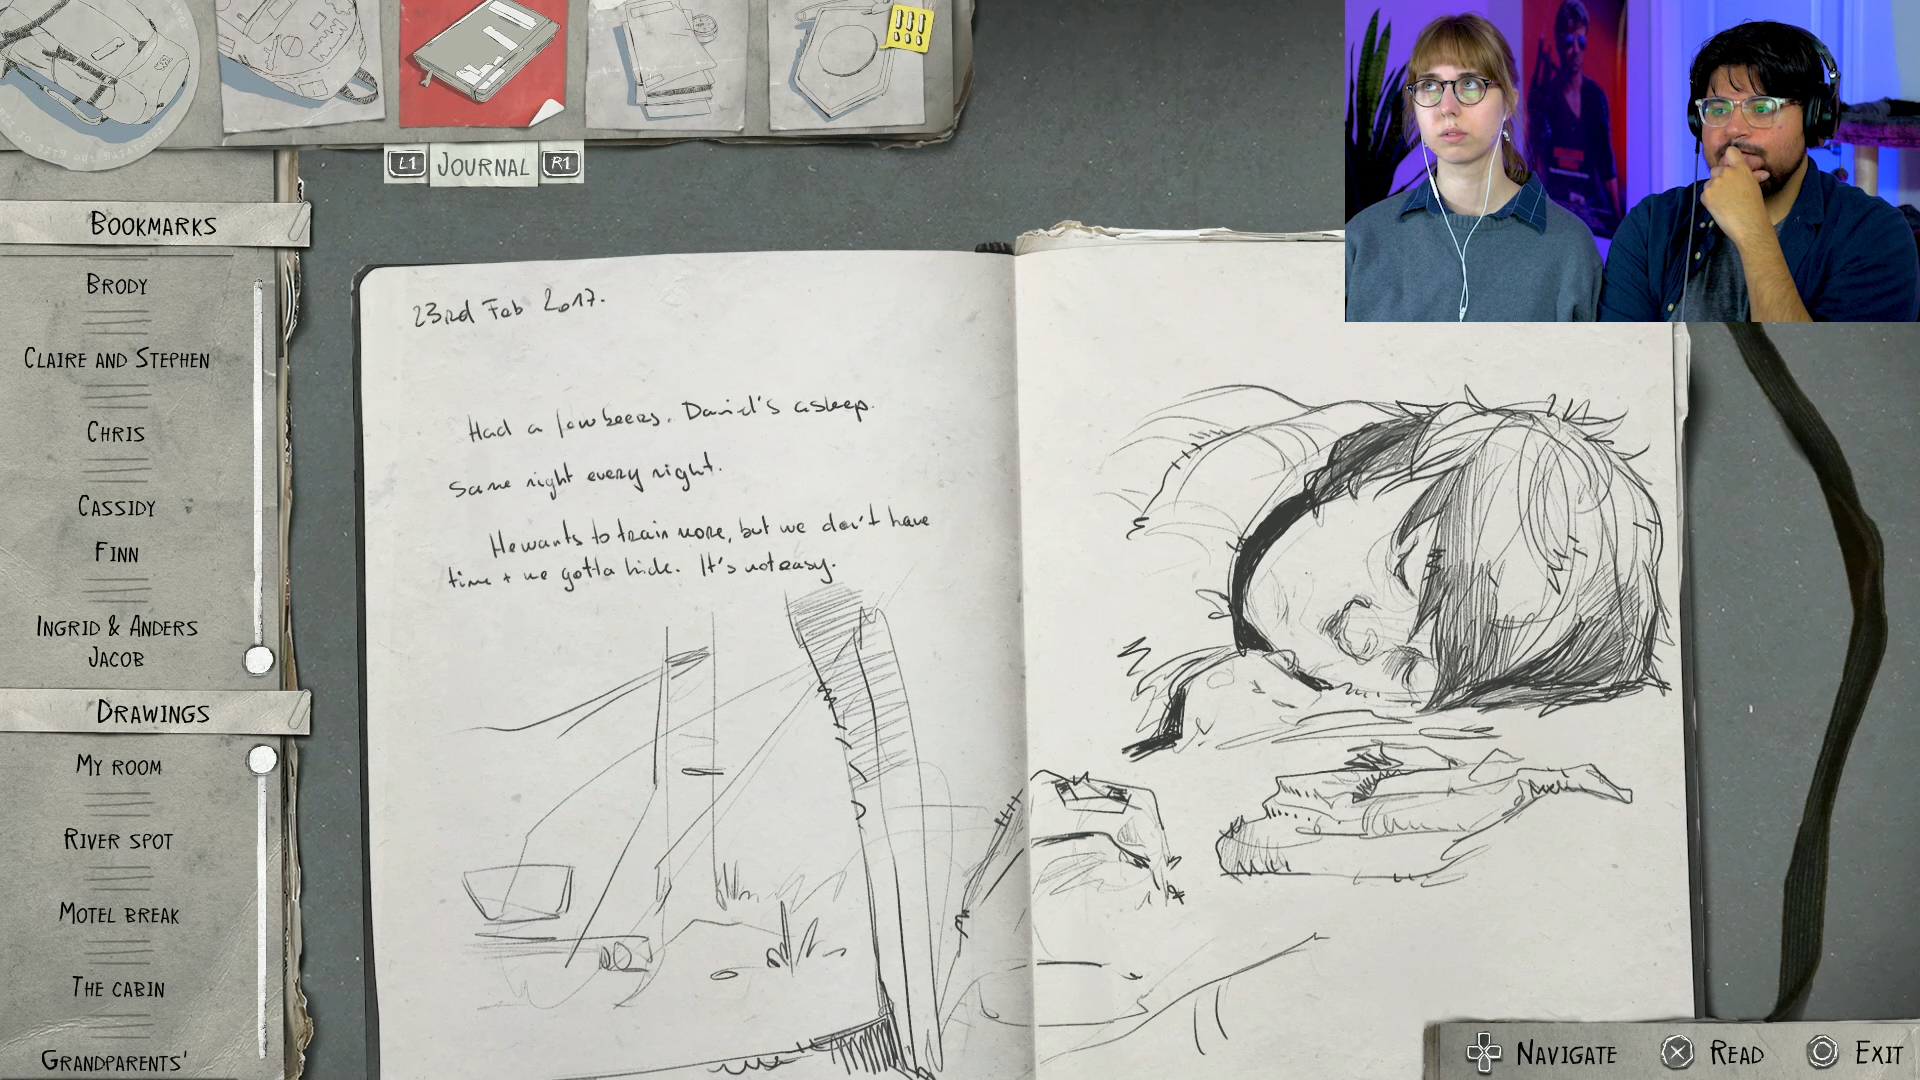 L1 JOURNAL R1
BOOKMARKS
BRODY
CLAIRE AND STEPHEN
CHRIS
CASSIDY
FINN
INGRID & ANDERS
JACOB
DRAWINGS
MY ROOM
RIVER SPOT
MOTEL BREAK
THE CABIN
GRANDPARENTS'
23rd Feb 2017.
Had a few beers. Daniel's asleep.
Same night every night.
He wants to train more, but we don't have
time + we gotta hide. It's not easy.
NAVIGATE
READ
EXIT